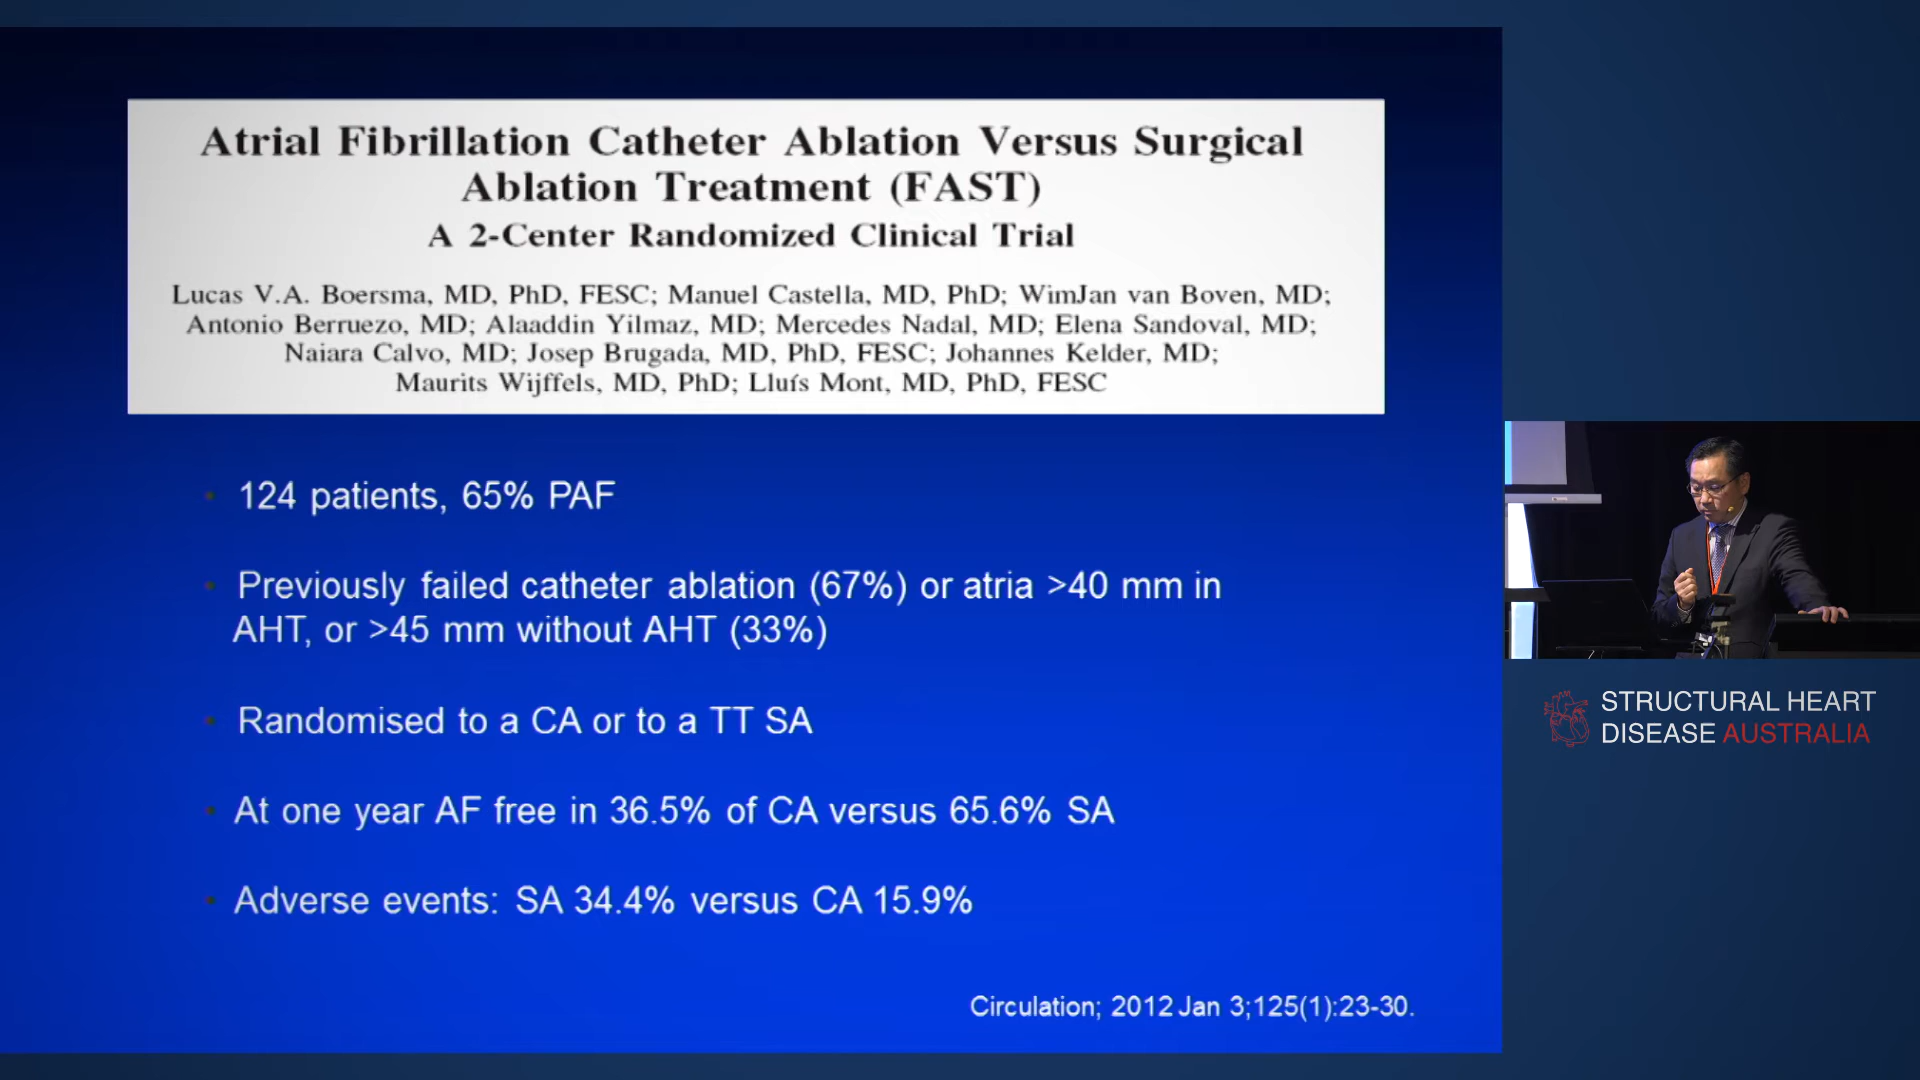 Atrial Fibrillation Catheter Ablation Versus Surgical
Ablation Treatment (FAST)
A 2-Center Randomized Clinical Trial
Lucas V.A. Boersma, MD, PhD, FESC; Manuel Castella, MD, PhD; WimJan van Boven, MD;
Antonio Berruezo, MD; Alaaddin Yilmaz, MD; Mercedes Nadal, MD; Elena Sandoval, MD;
Naiara Calvo, MD; Josep Brugada, MD, PhD, FESC; Johannes Kelder, MD;
Maurits Wijffels, MD, PhD; Lluís Mont, MD, PhD, FESC
• 124 patients, 65% PAF
• Previously failed catheter ablation (67%) or atria >40 mm in
AHT, or >45 mm without AHT (33%)
• Randomised to a CA or to a TT SA
• At one year AF free in 36.5% of CA versus 65.6% SA
• Adverse events: SA 34.4% versus CA 15.9%
Circulation; 2012 Jan 3;125(1):23-30.
STRUCTURAL HEART
DISEASE AUSTRALIA